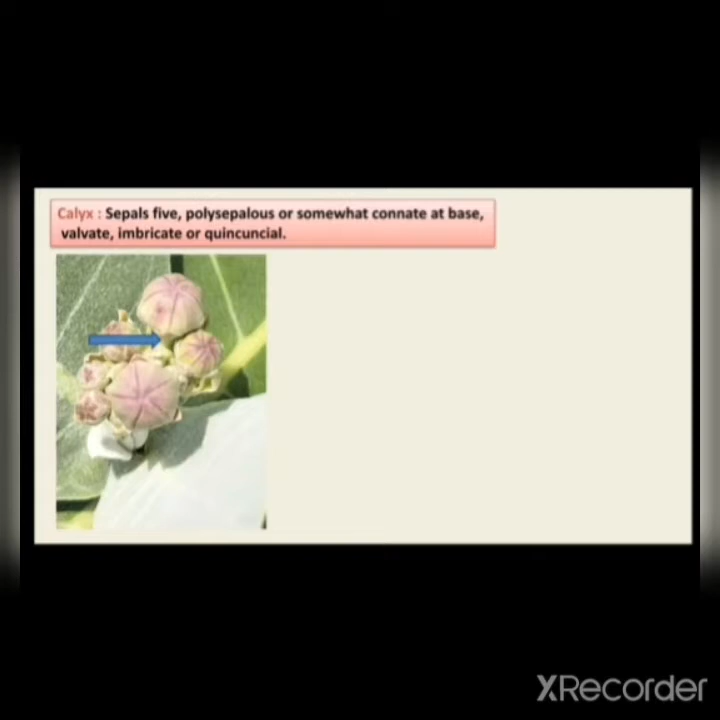 Calyx : Sepals five, polysepalous or somewhat connate at base,
valvate, imbricate or quincuncial.
XRecorder